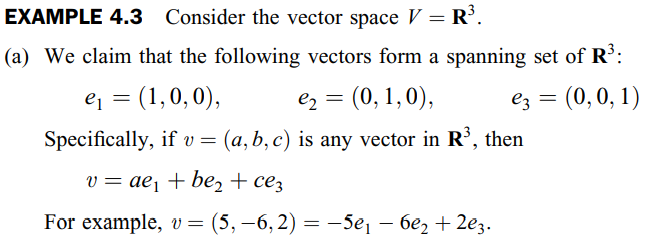 EXAMPLE 4.3 Consider the vector space V = R³.
(a) We claim that the following vectors form a spanning set of R³:
e₁ = (1, 0, 0), e₂ = (0, 1, 0), e₃ = (0, 0, 1)
Specifically, if v = (a, b, c) is any vector in R³, then
v = ae₁ + be₂ + ce₃
For example, v = (5, −6, 2) = −5e₁ − 6e₂ + 2e₃.